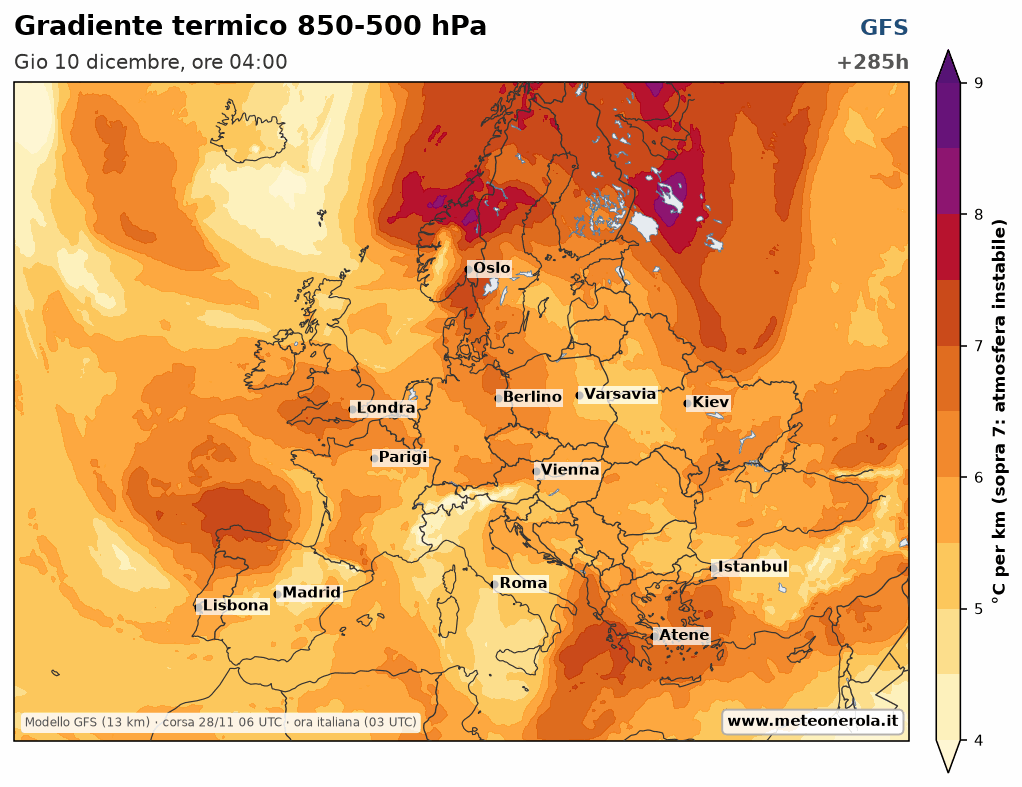 Gradiente termico 850-500 hPa
GFS
Gio 10 dicembre, ore 04:00
+285h
Oslo
Londra
Berlino
Varsavia
Kiev
Parigi
Vienna
Istanbul
Roma
Madrid
Lisbona
Atene
Modello GFS (13 km) · corsa 28/11 06 UTC · ora italiana (03 UTC)
www.meteonerola.it
9
8
7
6
5
4
°C per km (sopra 7: atmosfera instabile)